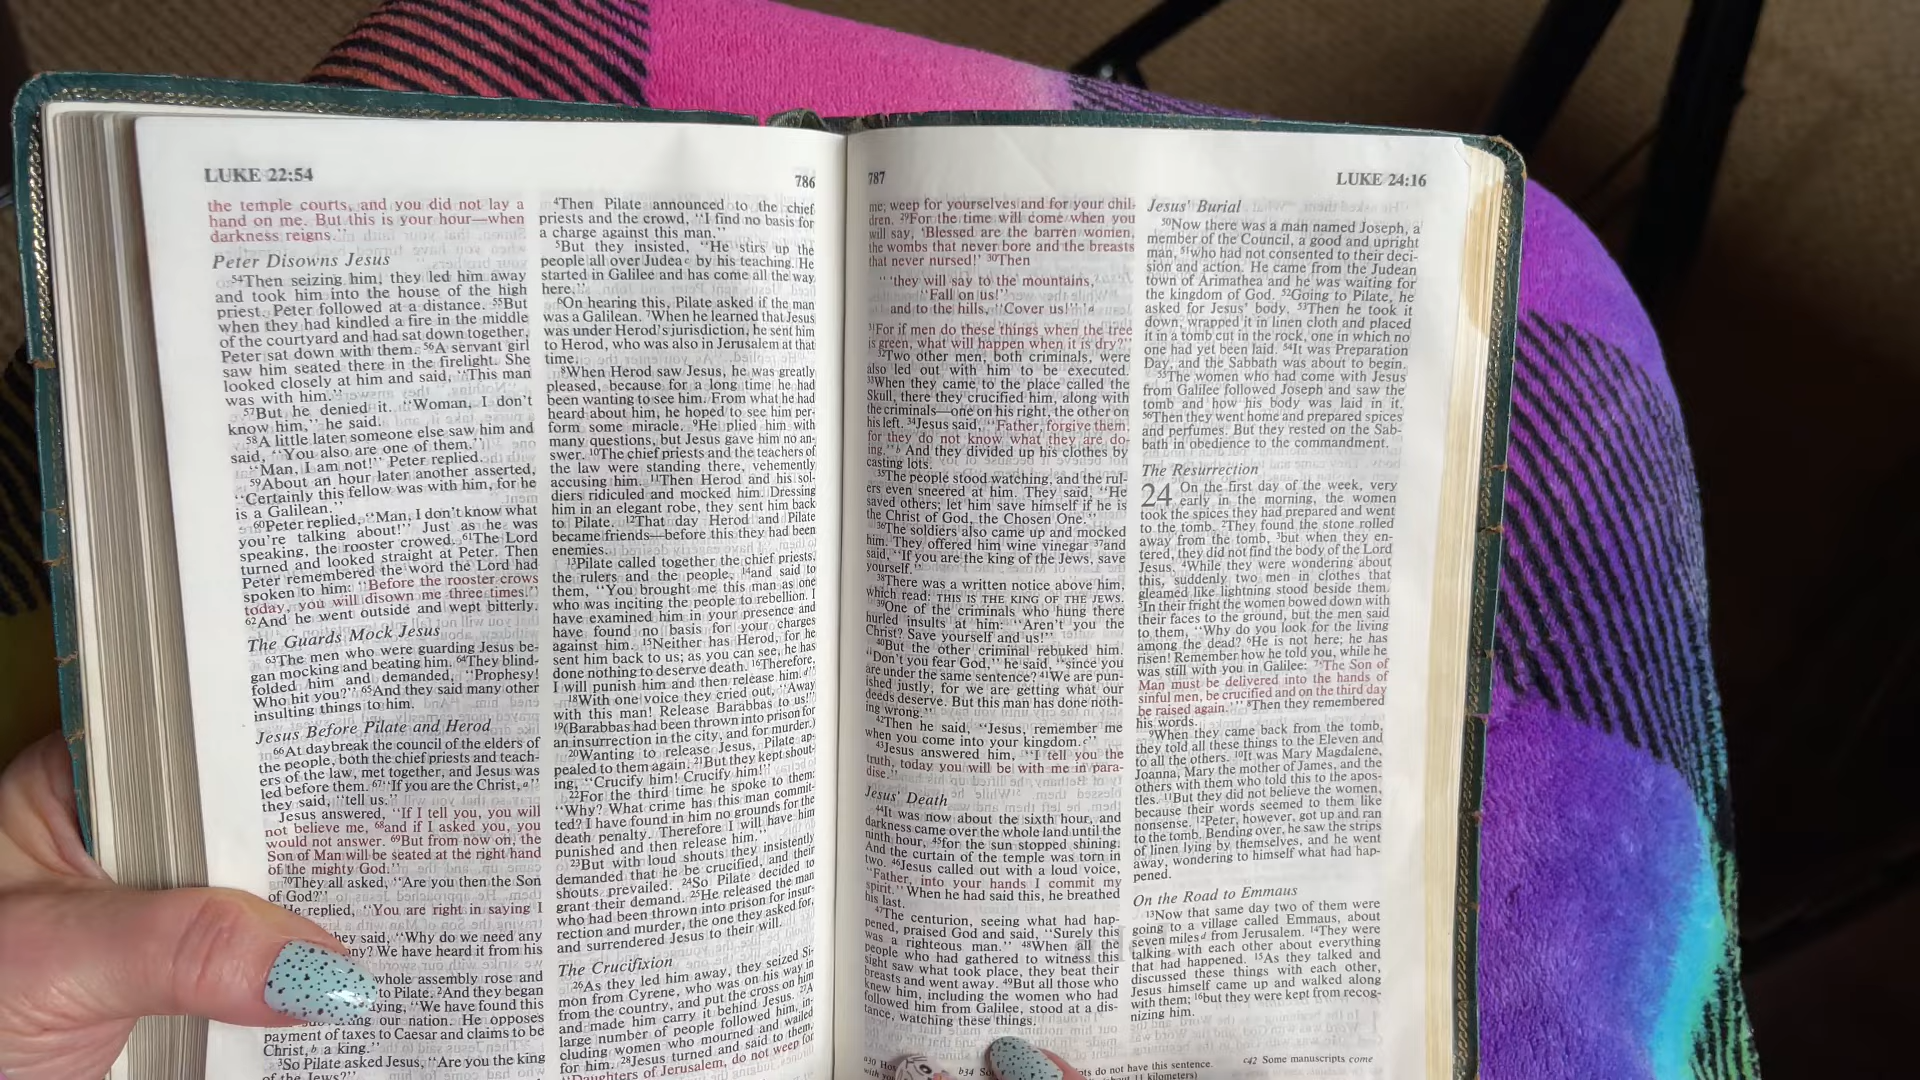 LUKE 22:54
786
the temple courts, and you did not lay a
hand on me. But this is your hour—when
darkness reigns."
Peter Disowns Jesus
54Then seizing him, they led him away
and took him into the house of the high
priest. Peter followed at a distance. 55But
when they had kindled a fire in the middle
of the courtyard and had sat down together,
Peter sat down with them. 56A servant girl
saw him seated there in the firelight. She
looked closely at him and said, "This man
was with him."
57But he denied it. "Woman, I don't
know him," he said.
58A little later someone else saw him and
said, "You also are one of them."
"Man, I am not!" Peter replied.
59About an hour later another asserted,
"Certainly this fellow was with him, for he
is a Galilean."
60Peter replied, "Man, I don't know what
you're talking about!" Just as he was
speaking, the rooster crowed. 61The Lord
turned and looked straight at Peter. Then
Peter remembered the word the Lord had
spoken to him: "Before the rooster crows
today, you will disown me three times."
62And he went outside and wept bitterly.
The Guards Mock Jesus
63The men who were guarding Jesus be-
gan mocking and beating him. 64They blind-
folded him and demanded, "Prophesy!
Who hit you?" 65And they said many other
insulting things to him.
Jesus Before Pilate and Herod
66At daybreak the council of the elders of
the people, both the chief priests and teach-
ers of the law, met together, and Jesus was
led before them. 67"If you are the Christ,a"
they said, "tell us."
Jesus answered, "If I tell you, you will
not believe me, 68and if I asked you, you
would not answer. 69But from now on, the
Son of Man will be seated at the right hand
of the mighty God."
70They all asked, "Are you then the Son
of God?"
He replied, "You are right in saying I
they said, "Why do we need any
ony? We have heard it from his
whole assembly rose and
to Pilate. 2And they began
saying, "We have found this
our nation. He opposes
payment of taxes to Caesar and claims to be
Christ,b a king."
3So Pilate asked Jesus, "Are you the king
of the Jews?"
4Then Pilate announced to the chief
priests and the crowd, "I find no basis for
a charge against this man."
5But they insisted, "He stirs up the
people all over Judeac by his teaching. He
started in Galilee and has come all the way
here."
6On hearing this, Pilate asked if the man
was a Galilean. 7When he learned that Jesus
was under Herod's jurisdiction, he sent him
to Herod, who was also in Jerusalem at that
time.
8When Herod saw Jesus, he was greatly
pleased, because for a long time he had
been wanting to see him. From what he had
heard about him, he hoped to see him per-
form some miracle. 9He plied him with
many questions, but Jesus gave him no an-
swer. 10The chief priests and the teachers of
the law were standing there, vehemently
accusing him. 11Then Herod and his sol-
diers ridiculed and mocked him. Dressing
him in an elegant robe, they sent him back
to Pilate. 12That day Herod and Pilate
became friends—before this they had been
enemies.
13Pilate called together the chief priests,
the rulers and the people, 14and said to
them, "You brought me this man as one
who was inciting the people to rebellion. I
have examined him in your presence and
have found no basis for your charges
against him. 15Neither has Herod, for he
sent him back to us; as you can see, he has
done nothing to deserve death. 16Therefore,
I will punish him and then release him.d"
18With one voice they cried out, "Away
with this man! Release Barabbas to us!"
19(Barabbas had been thrown into prison for
an insurrection in the city, and for murder.)
20Wanting to release Jesus, Pilate ap-
pealed to them again. 21But they kept shout-
ing, "Crucify him! Crucify him!"
22For the third time he spoke to them:
"Why? What crime has this man commit-
ted? I have found in him no grounds for the
death penalty. Therefore I will have him
punished and then release him."
23But with loud shouts they insistently
demanded that he be crucified, and their
shouts prevailed. 24So Pilate decided to
grant their demand. 25He released the man
who had been thrown into prison for insur-
rection and murder, the one they asked for,
and surrendered Jesus to their will.
The Crucifixion
26As they led him away, they seized Si-
mon from Cyrene, who was on his way in
from the country, and put the cross on him
and made him carry it behind Jesus. 27A
large number of people followed him, in-
cluding women who mourned and wailed
for him. 28Jesus turned and said to them,
"Daughters of Jerusalem, do not weep for
787
LUKE 24:16
me; weep for yourselves and for your chil-
dren. 29For the time will come when you
will say, 'Blessed are the barren women,
the wombs that never bore and the breasts
that never nursed!' 30Then
"'they will say to the mountains,
"Fall on us!"
and to the hills, "Cover us!"'a
31For if men do these things when the tree
is green, what will happen when it is dry?"
32Two other men, both criminals, were
also led out with him to be executed.
33When they came to the place called the
Skull, there they crucified him, along with
the criminals—one on his right, the other on
his left. 34Jesus said, "Father, forgive them,
for they do not know what they are do-
ing."b And they divided up his clothes by
casting lots.
35The people stood watching, and the rul-
ers even sneered at him. They said, "He
saved others; let him save himself if he is
the Christ of God, the Chosen One."
36The soldiers also came up and mocked
him. They offered him wine vinegar 37and
said, "If you are the king of the Jews, save
yourself."
38There was a written notice above him,
which read: THIS IS THE KING OF THE JEWS.
39One of the criminals who hung there
hurled insults at him: "Aren't you the
Christ? Save yourself and us!"
40But the other criminal rebuked him.
"Don't you fear God," he said, "since you
are under the same sentence? 41We are pun-
ished justly, for we are getting what our
deeds deserve. But this man has done noth-
ing wrong."
42Then he said, "Jesus, remember me
when you come into your kingdom.c"
43Jesus answered him, "I tell you the
truth, today you will be with me in para-
dise."
Jesus' Death
44It was now about the sixth hour, and
darkness came over the whole land until the
ninth hour, 45for the sun stopped shining.
And the curtain of the temple was torn in
two. 46Jesus called out with a loud voice,
"Father, into your hands I commit my
spirit." When he had said this, he breathed
his last.
47The centurion, seeing what had hap-
pened, praised God and said, "Surely this
was a righteous man." 48When all the
people who had gathered to witness this
sight saw what took place, they beat their
breasts and went away. 49But all those who
knew him, including the women who had
followed him from Galilee, stood at a dis-
tance, watching these things.
Jesus' Burial
50Now there was a man named Joseph, a
member of the Council, a good and upright
man, 51who had not consented to their deci-
sion and action. He came from the Judean
town of Arimathea and he was waiting for
the kingdom of God. 52Going to Pilate, he
asked for Jesus' body. 53Then he took it
down, wrapped it in linen cloth and placed
it in a tomb cut in the rock, one in which no
one had yet been laid. 54It was Preparation
Day, and the Sabbath was about to begin.
55The women who had come with Jesus
from Galilee followed Joseph and saw the
tomb and how his body was laid in it.
56Then they went home and prepared spices
and perfumes. But they rested on the Sab-
bath in obedience to the commandment.
The Resurrection
24 On the first day of the week, very
early in the morning, the women
took the spices they had prepared and went
to the tomb. 2They found the stone rolled
away from the tomb, 3but when they en-
tered, they did not find the body of the Lord
Jesus. 4While they were wondering about
this, suddenly two men in clothes that
gleamed like lightning stood beside them.
5In their fright the women bowed down with
their faces to the ground, but the men said
to them, "Why do you look for the living
among the dead? 6He is not here; he has
risen! Remember how he told you, while he
was still with you in Galilee: 7'The Son of
Man must be delivered into the hands of
sinful men, be crucified and on the third day
be raised again.'" 8Then they remembered
his words.
9When they came back from the tomb,
they told all these things to the Eleven and
to all the others. 10It was Mary Magdalene,
Joanna, Mary the mother of James, and the
others with them who told this to the apos-
tles. 11But they did not believe the women,
because their words seemed to them like
nonsense. 12Peter, however, got up and ran
to the tomb. Bending over, he saw the strips
of linen lying by themselves, and he went
away, wondering to himself what had hap-
pened.
On the Road to Emmaus
13Now that same day two of them were
going to a village called Emmaus, about
seven milesd from Jerusalem. 14They were
talking with each other about everything
that had happened. 15As they talked and
discussed these things with each other,
Jesus himself came up and walked along
with them; 16but they were kept from recog-
nizing him.
a30 Hos
b34 So
do not have this sentence.
c42 Some manuscripts come
with
11 kilometers)